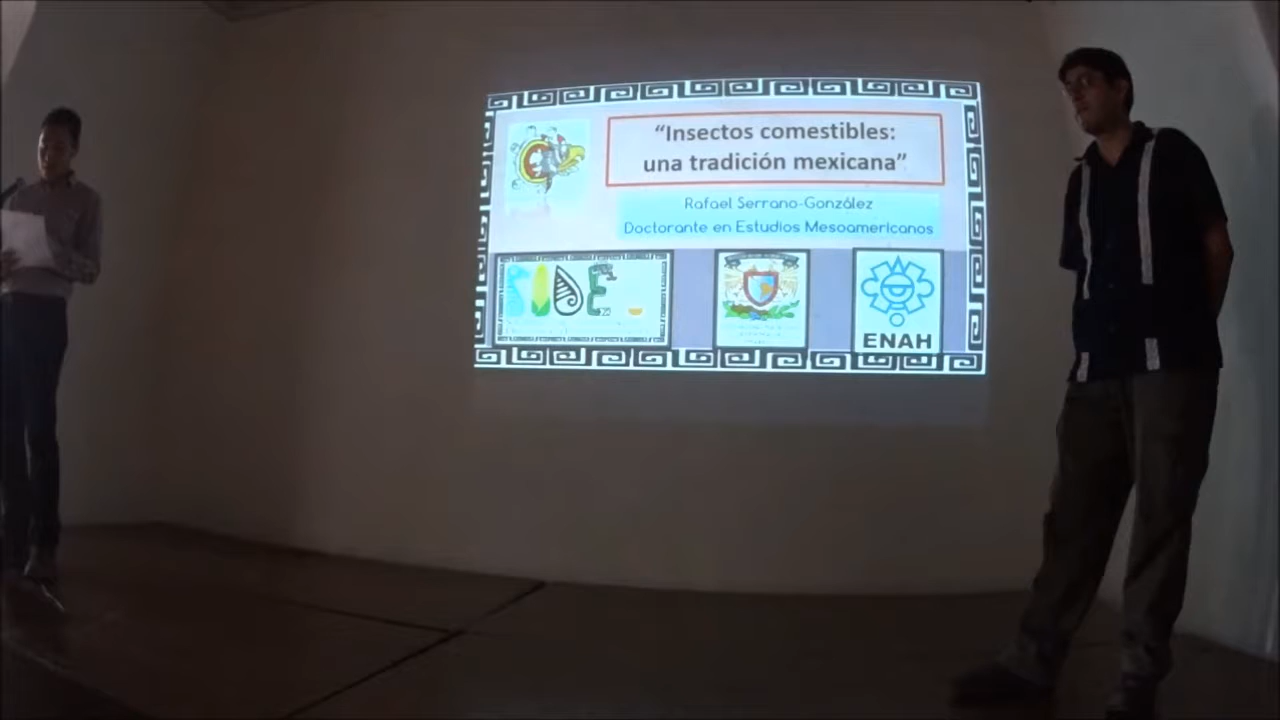 “Insectos comestibles:
una tradición mexicana”
Rafael Serrano-González
Doctorante en Estudios Mesoamericanos
ENAH